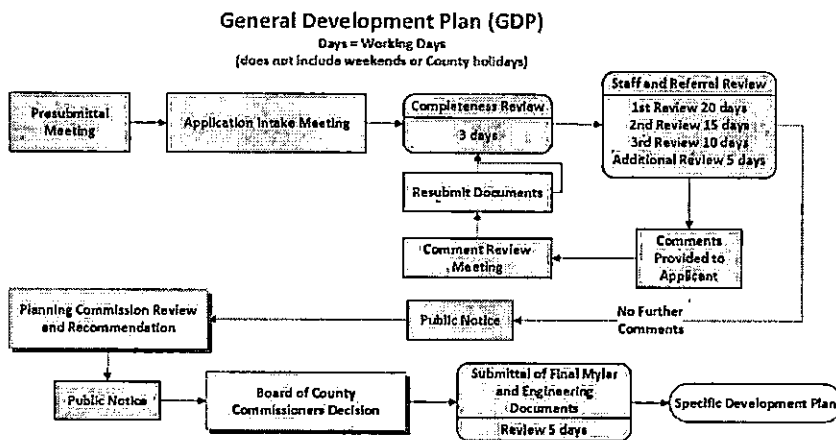 General Development Plan (GDP)
Days = Working Days
(does not include weekends or County holidays)
Presubmittal
Meeting
Application Intake Meeting
Completeness Review
3 days
Staff and Referral Review
1st Review 20 days
2nd Review 15 days
3rd Review 10 days
Additional Review 5 days
Resubmit Documents
Comment Review
Meeting
Comments
Provided to
Applicant
Planning Commission Review
and Recommendation
Public Notice
No Further
Comments
Public Notice
Board of County
Commissioners Decision
Submittal of Final Mylar
and Engineering
Documents
Review 5 days
Specific Development Plan